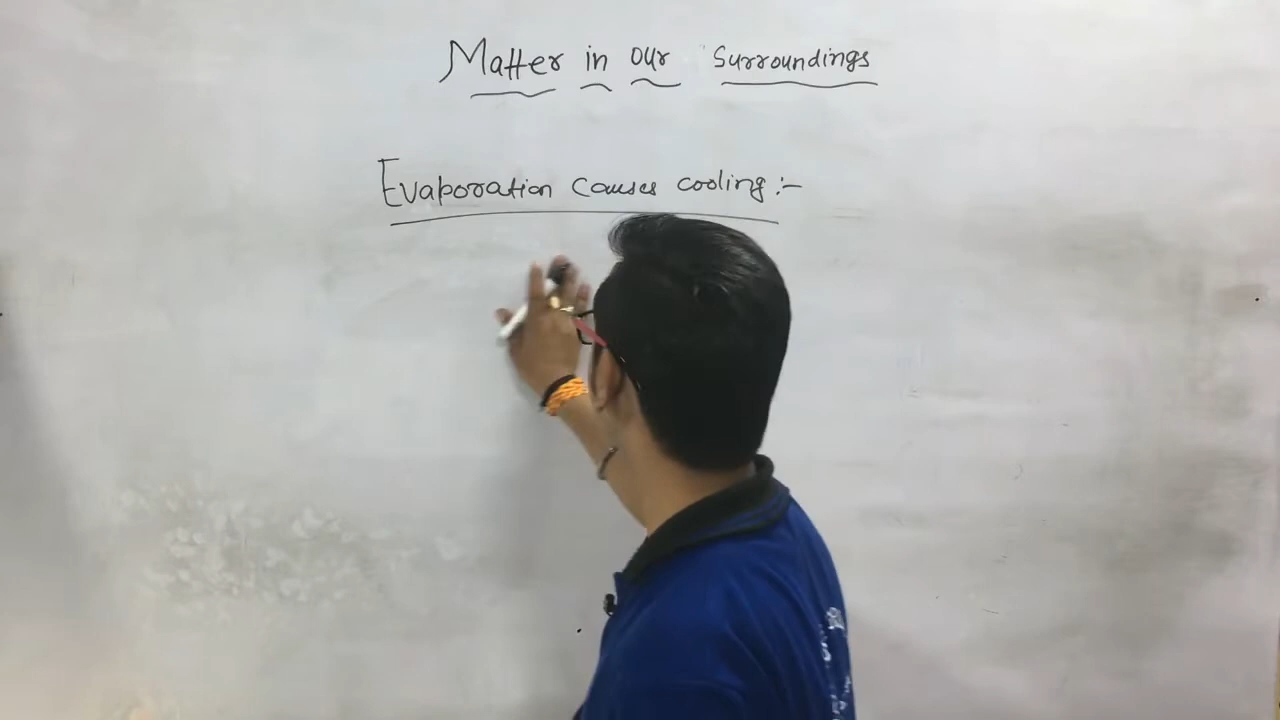 Matter in our Surroundings
Evaporation causes cooling :-